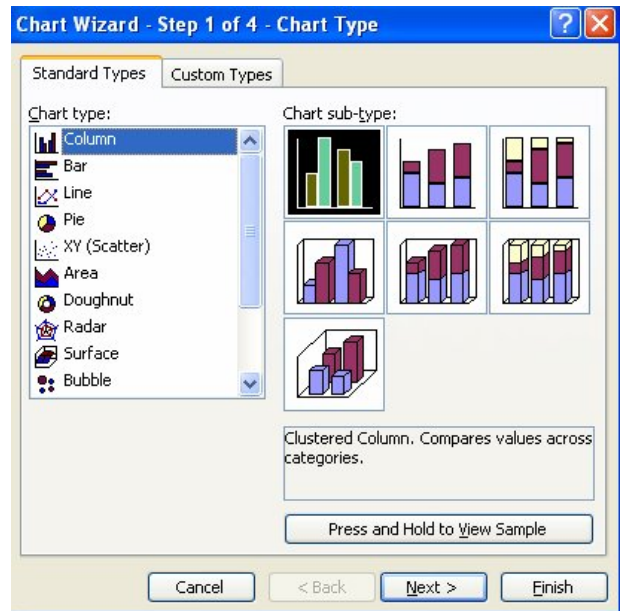 Chart Wizard - Step 1 of 4 - Chart Type
Standard Types
Custom Types
Chart type:
Column
Bar
Line
Pie
XY (Scatter)
Area
Doughnut
Radar
Surface
Bubble
Chart sub-type:
Clustered Column. Compares values across
categories.
Press and Hold to View Sample
Cancel
< Back
Next >
Finish